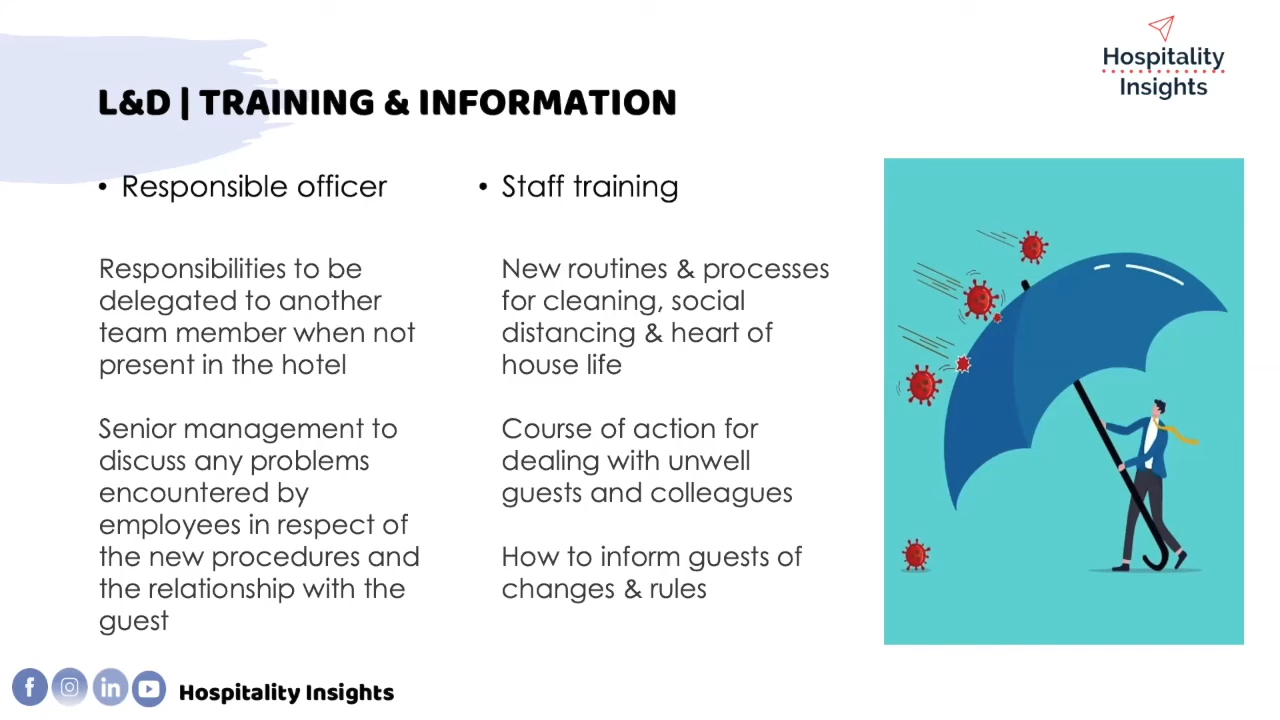 Hospitality
Insights
L&D | TRAINING & INFORMATION
• Responsible officer
Responsibilities to be
delegated to another
team member when not
present in the hotel
Senior management to
discuss any problems
encountered by
employees in respect of
the new procedures and
the relationship with the
guest
• Staff training
New routines & processes
for cleaning, social
distancing & heart of
house life
Course of action for
dealing with unwell
guests and colleagues
How to inform guests of
changes & rules
f
in
Hospitality Insights